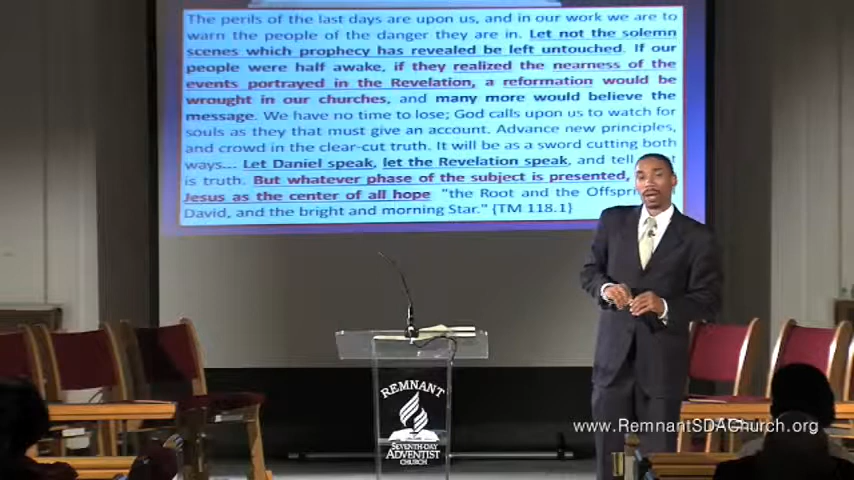 The perils of the last days are upon us, and in our work we are to
warn the people of the danger they are in. Let not the solemn
scenes which prophecy has revealed be left untouched. If our
people were half awake, if they realized the nearness of the
events portrayed in the Revelation, a reformation would be
wrought in our churches, and many more would believe the
message. We have no time to lose; God calls upon us to watch for
souls as they that must give an account. Advance new principles,
and crowd in the clear-cut truth. It will be as a sword cutting both
ways.... Let Daniel speak, let the Revelation speak, and tell
is truth. But whatever phase of the subject is presented,
Jesus as the center of all hope "the Root and the Offspri
David, and the bright and morning Star." {TM 118.1}
REMNANT
SEVENTH-DAY
ADVENTIST
CHURCH
www.RemnantSDAChurch.org